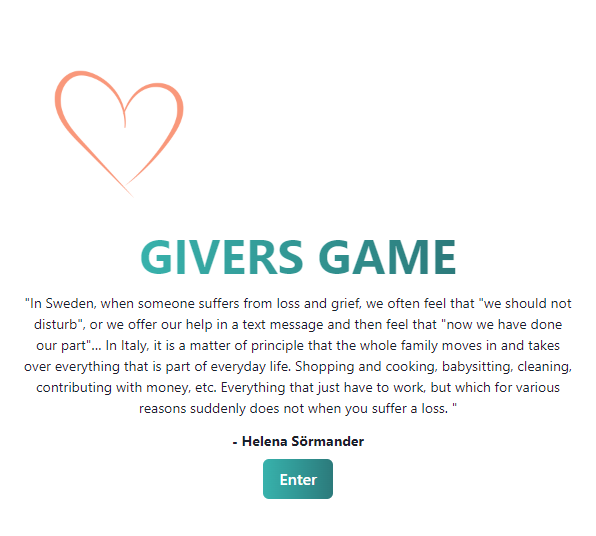 GIVERS GAME
"In Sweden, when someone suffers from loss and grief, we often feel that "we should not
disturb", or we offer our help in a text message and then feel that "now we have done
our part"... In Italy, it is a matter of principle that the whole family moves in and takes
over everything that is part of everyday life. Shopping and cooking, babysitting, cleaning,
contributing with money, etc. Everything that just have to work, but which for various
reasons suddenly does not when you suffer a loss. "
- Helena Sörmander
Enter